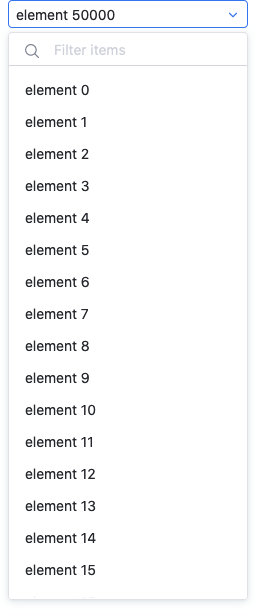 element 50000
Filter items
element 0
element 1
element 2
element 3
element 4
element 5
element 6
element 7
element 8
element 9
element 10
element 11
element 12
element 13
element 14
element 15